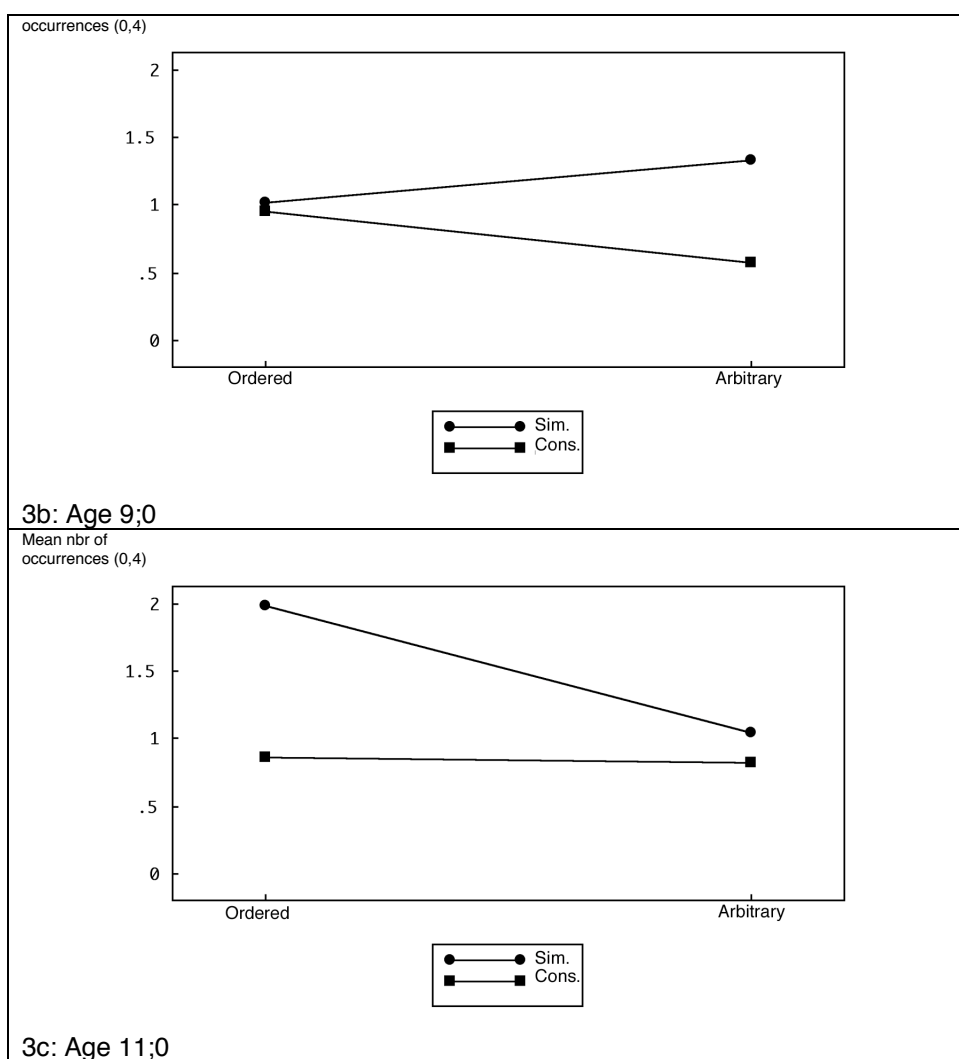 occurrences (0,4)
2
1.5
1
.5
0
Ordered Arbitrary
Sim.
Cons.
3b: Age 9;0
Mean nbr of
occurrences (0,4)
2
1.5
1
.5
0
Ordered Arbitrary
Sim.
Cons.
3c: Age 11;0